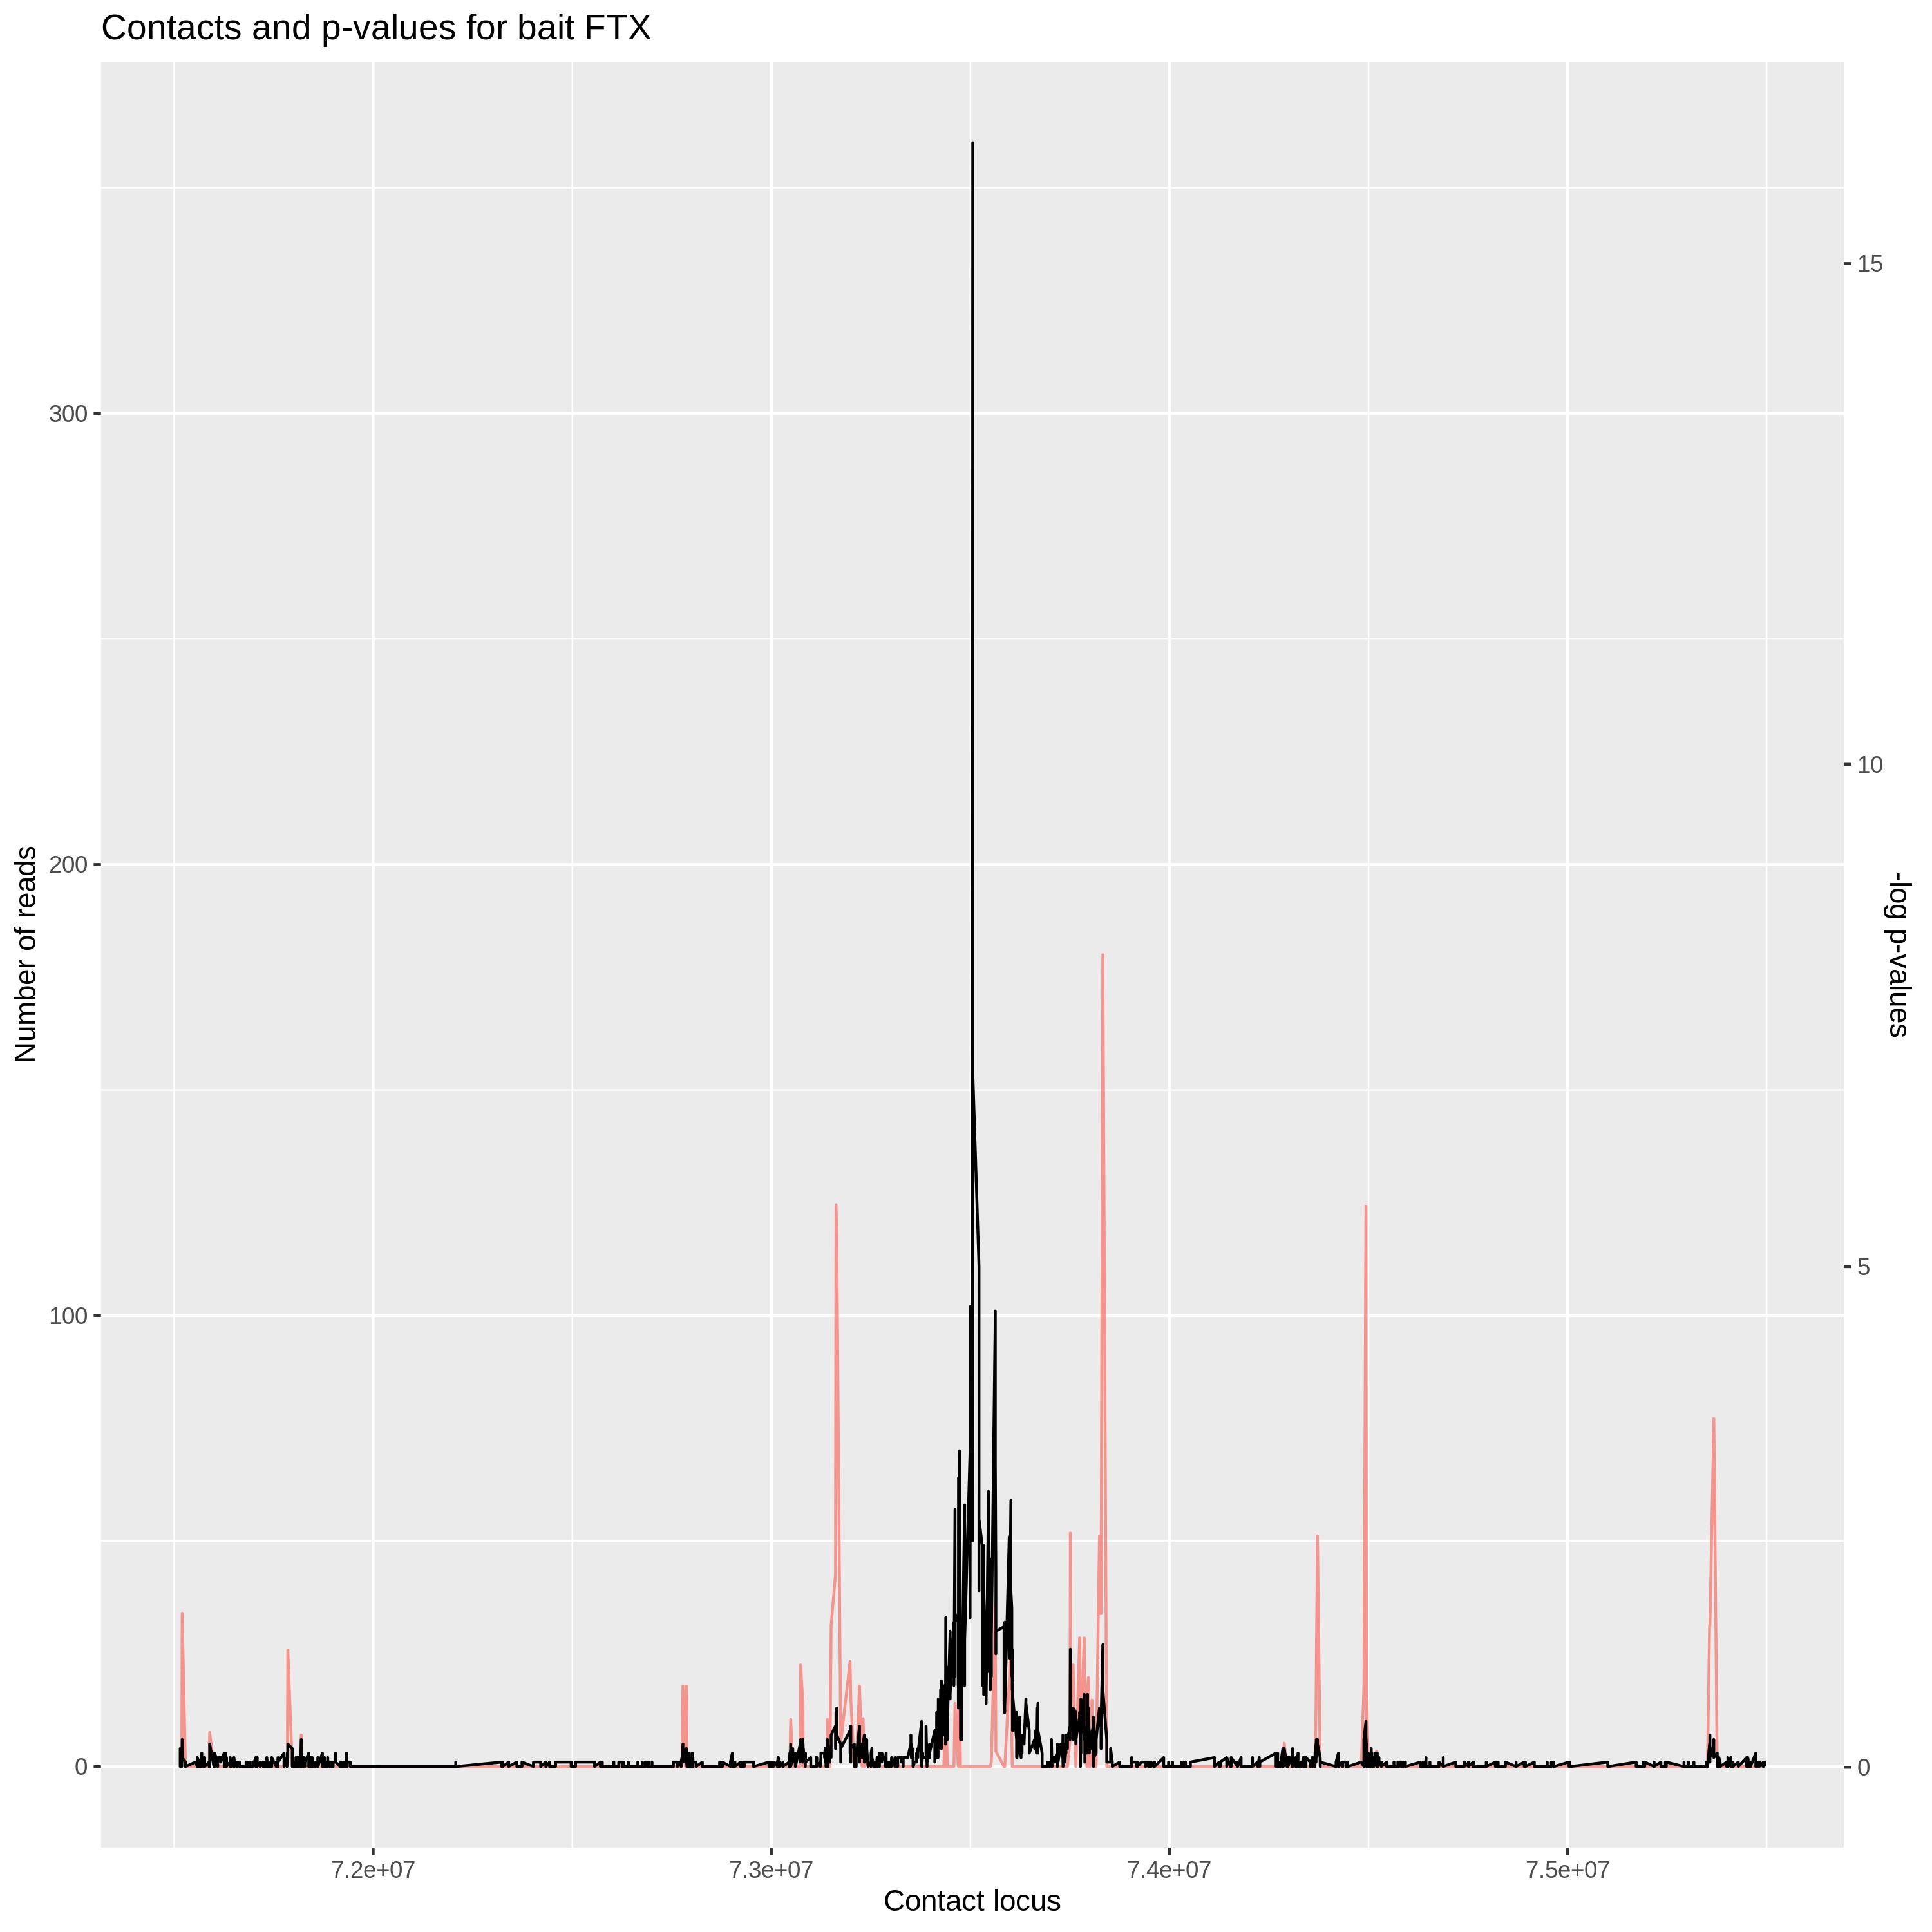 Contacts and p-values for bait FTX
300
200
100
0
Number of reads
15
10
5
0
-log p-values
7.2e+07
7.3e+07
7.4e+07
7.5e+07
Contact locus